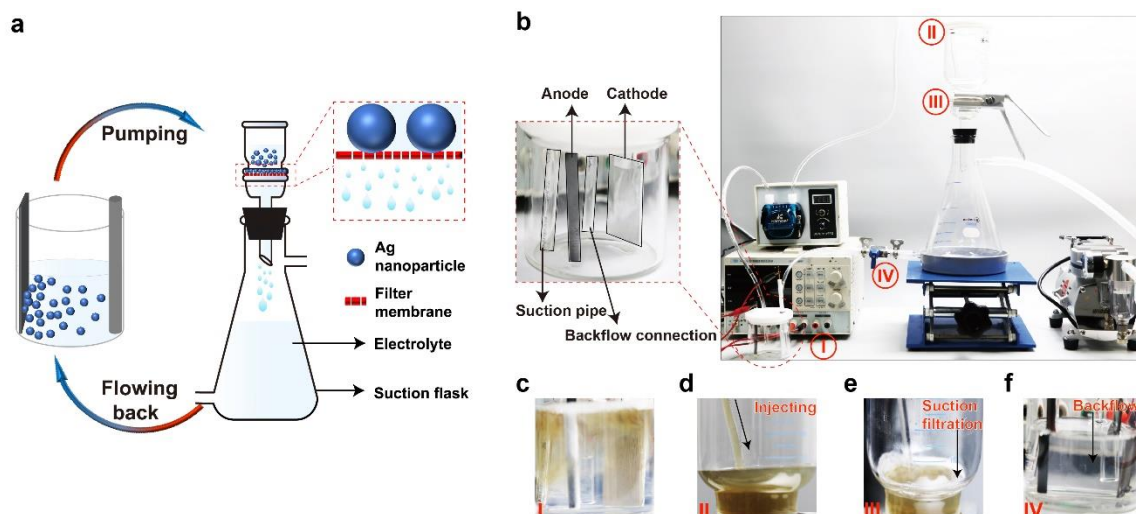 a
Pumping
Flowing
back
Ag
nanoparticle
Filter
membrane
Electrolyte
Suction flask
b
Anode
Cathode
Suction pipe
Backflow connection
I
II
III
IV
c
I
d
Injecting
II
e
Suction
filtration
III
f
Backflow
IV